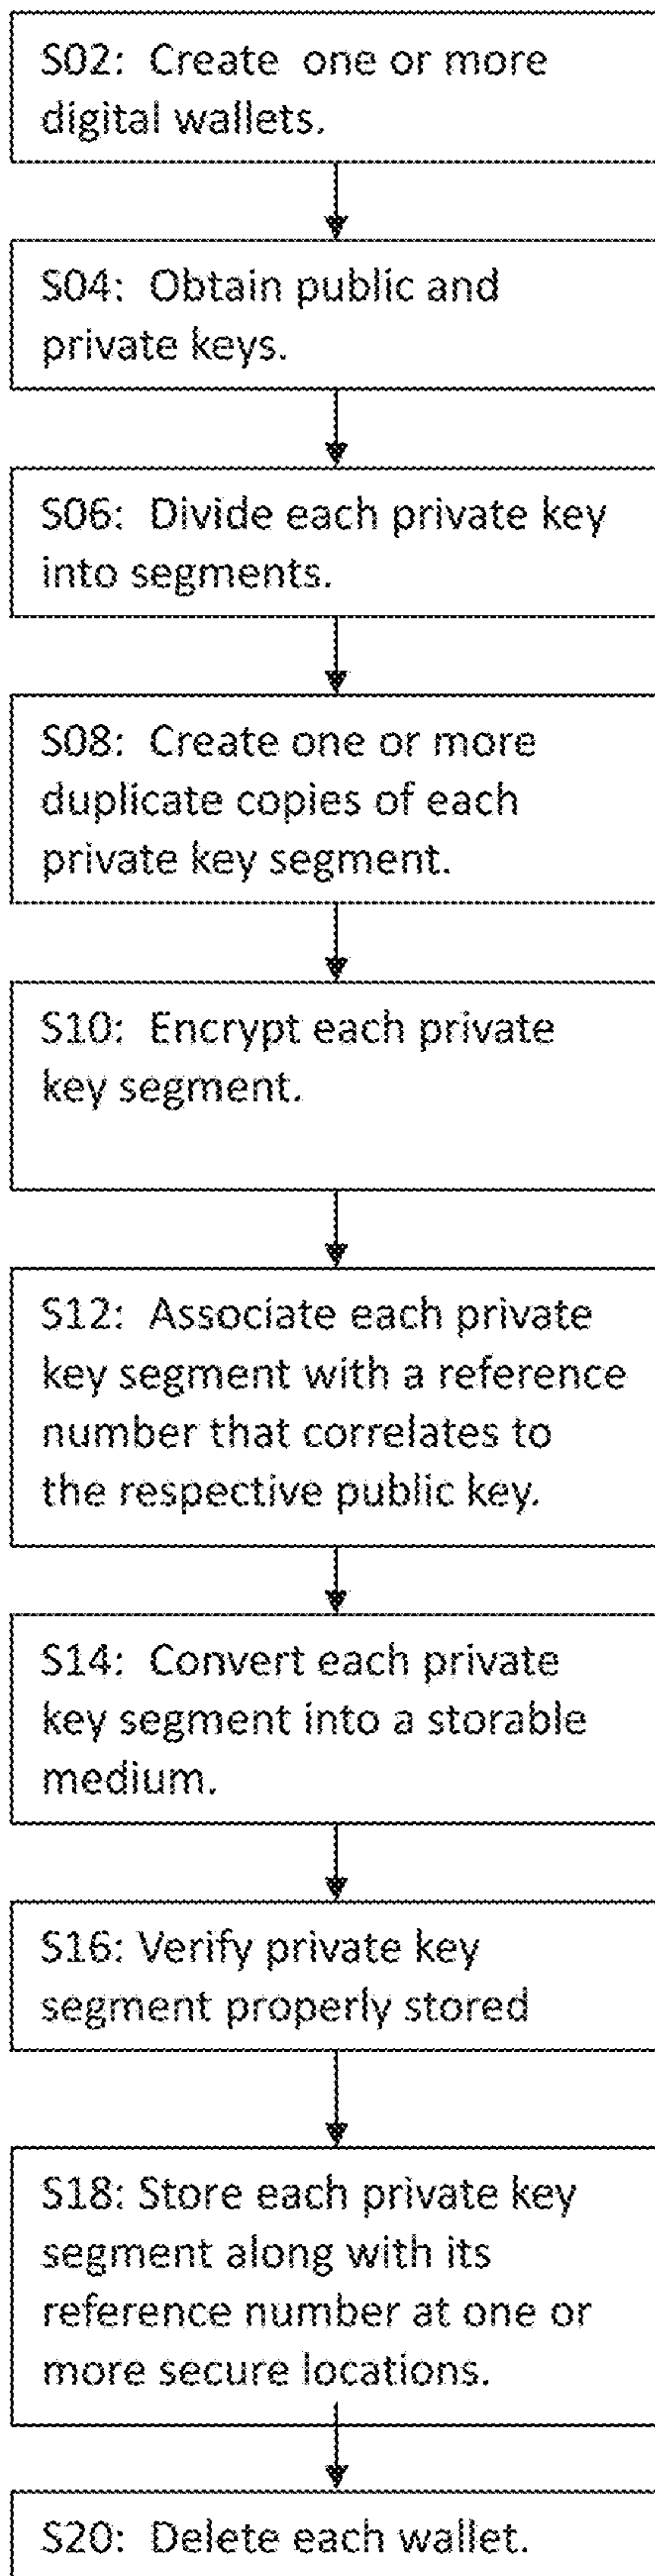 S02:  Create  one or more
digital wallets.
S04:  Obtain public and
private keys.
S06:  Divide each private key
into segments.
S08:  Create one or more
duplicate copies of each
private key segment.
S10:  Encrypt each private
key segment.
S12:  Associate each private
key segment with a reference
number that correlates to
the respective public key.
S14:  Convert each private
key segment into a storable
medium.
S16: Verify private key
segment properly stored
S18: Store each private key
segment along with its
reference number at one or
more secure locations.
S20:  Delete each wallet.